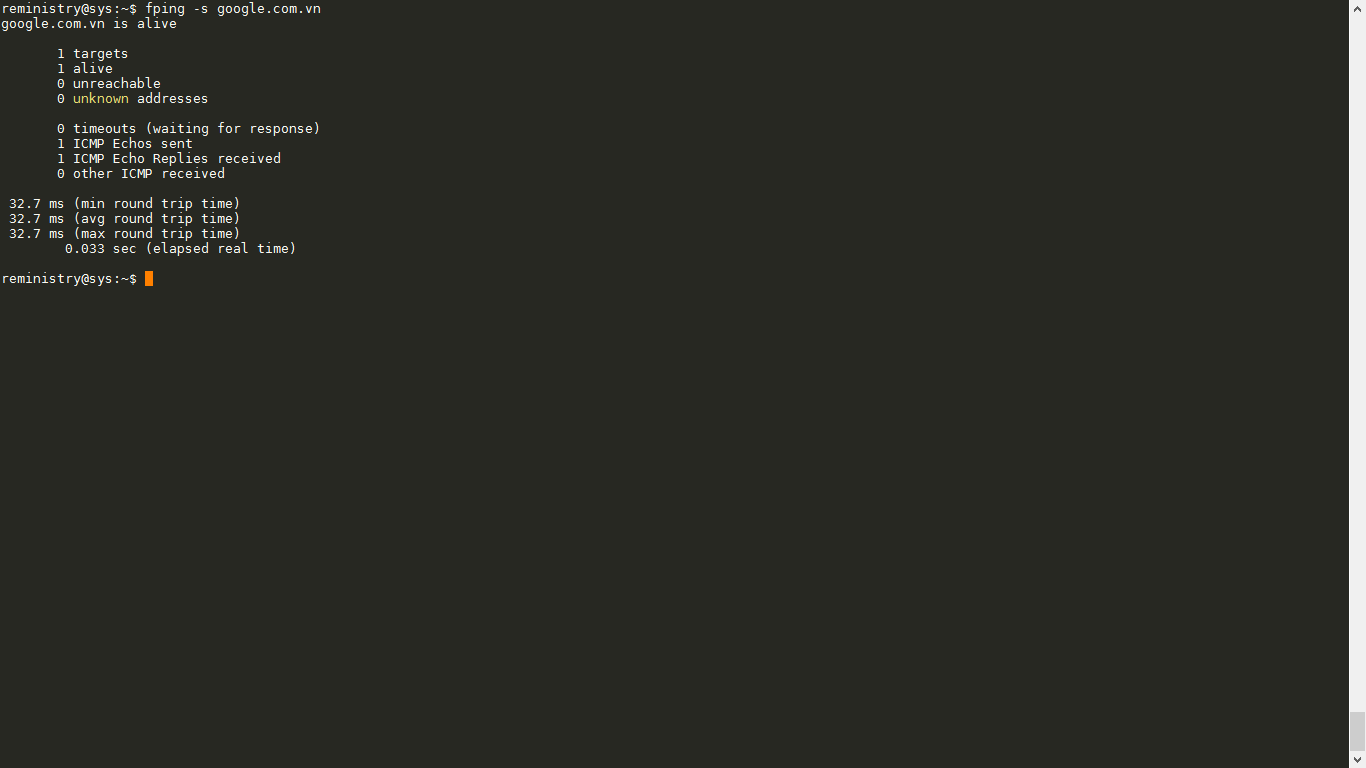 reministry@sys:~$ fping -s google.com.vn
google.com.vn is alive
1 targets
1 alive
0 unreachable
0 unknown addresses
0 timeouts (waiting for response)
1 ICMP Echos sent
1 ICMP Echo Replies received
0 other ICMP received
32.7 ms (min round trip time)
32.7 ms (avg round trip time)
32.7 ms (max round trip time)
0.033 sec (elapsed real time)
reministry@sys:~$